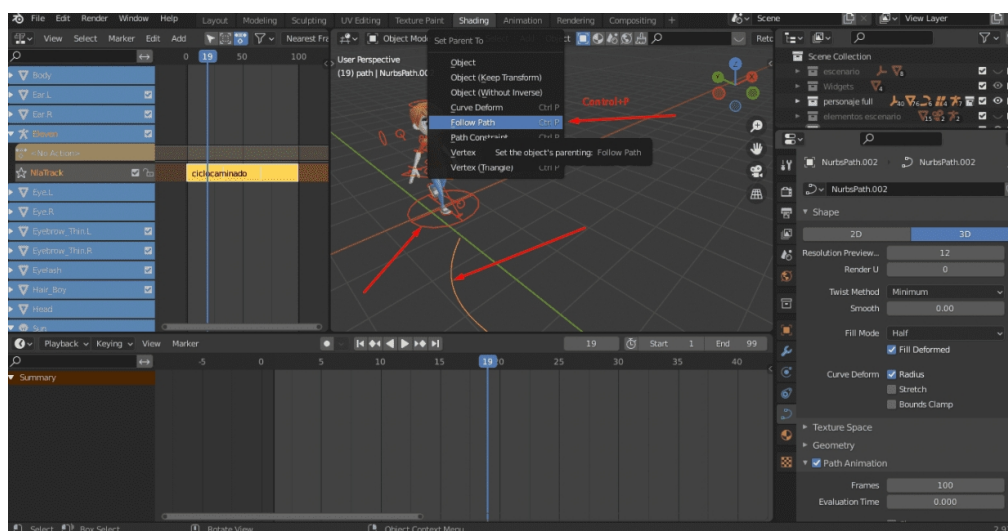 File Edit Render Window Help Layout Modeling Sculpting UV Editing Texture Paint Shading Animation Rendering Compositing + Scene View Layer
View Select Marker Edit Add Nearest Fra
Object Mode
0 19 50 100
Body
Ear.L
Ear.R
Eleven
<No Action>
NlaTrack
ciclocaminado
Eye.L
Eye.R
Eyebrow_Thin.L
Eyebrow_Thin.R
Eyelash
Hair_Boy
Head
Sun
User Perspective
(19) path | NurbsPath.00
Set Parent To
Object
Object (Keep Transform)
Object (Without Inverse)
Curve Deform Ctrl P
Follow Path Ctrl P
Path Constraint Ctrl P
Vertex
Vertex (Triangle) Ctrl P
Set the object's parenting: Follow Path
Control+P
Scene Collection
escenario
Widgets
personaje full
elementos escenario
NurbsPath.002 NurbsPath.002
NurbsPath.002
Shape
2D 3D
Resolution Preview... 12
Render U 0
Twist Method Minimum
Smooth 0.00
Fill Mode Half
Fill Deformed
Curve Deform Radius
Stretch
Bounds Clamp
Texture Space
Geometry
Path Animation
Frames 100
Evaluation Time 0.000
Playback Keying View Marker 19 Start 1 End 99
-5 0 5 10 15 19 20 25 30 35 40
Summary
Select Box Select Rotate View Object Context Menu